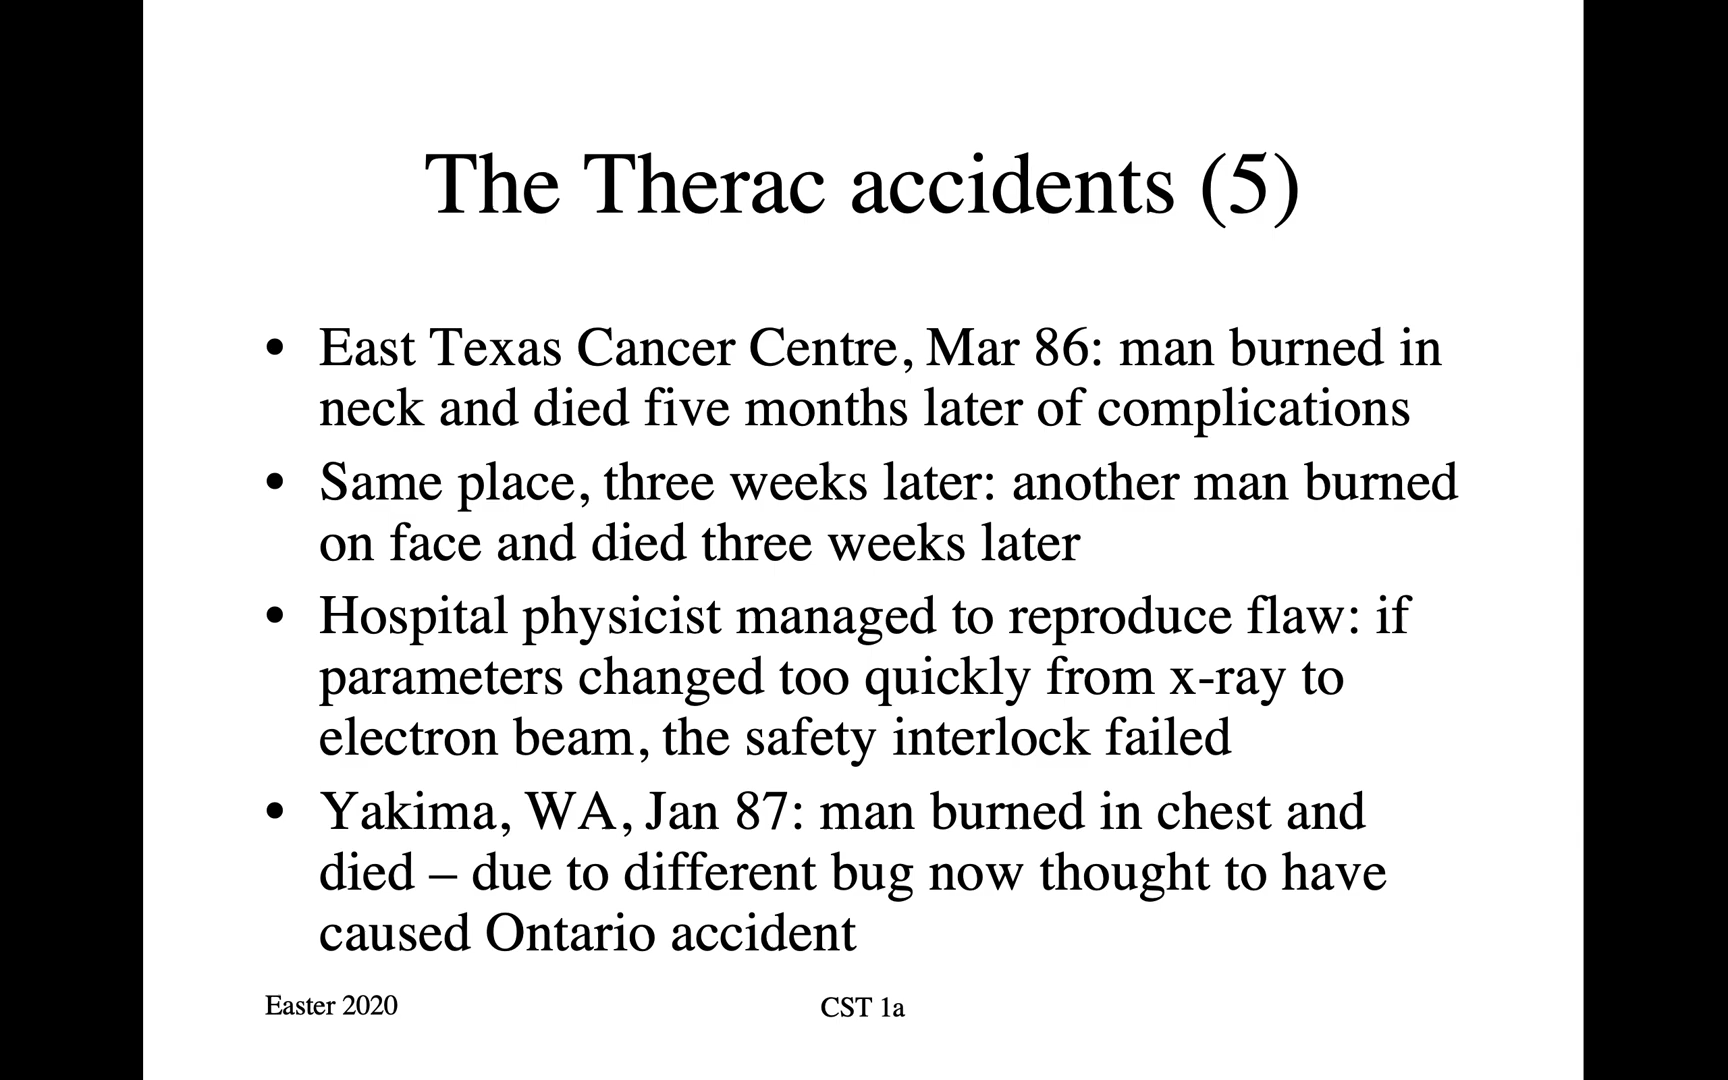 The Therac accidents (5)
• East Texas Cancer Centre, Mar 86: man burned in
neck and died five months later of complications
• Same place, three weeks later: another man burned
on face and died three weeks later
• Hospital physicist managed to reproduce flaw: if
parameters changed too quickly from x-ray to
electron beam, the safety interlock failed
• Yakima, WA, Jan 87: man burned in chest and
died – due to different bug now thought to have
caused Ontario accident
Easter 2020
CST 1a